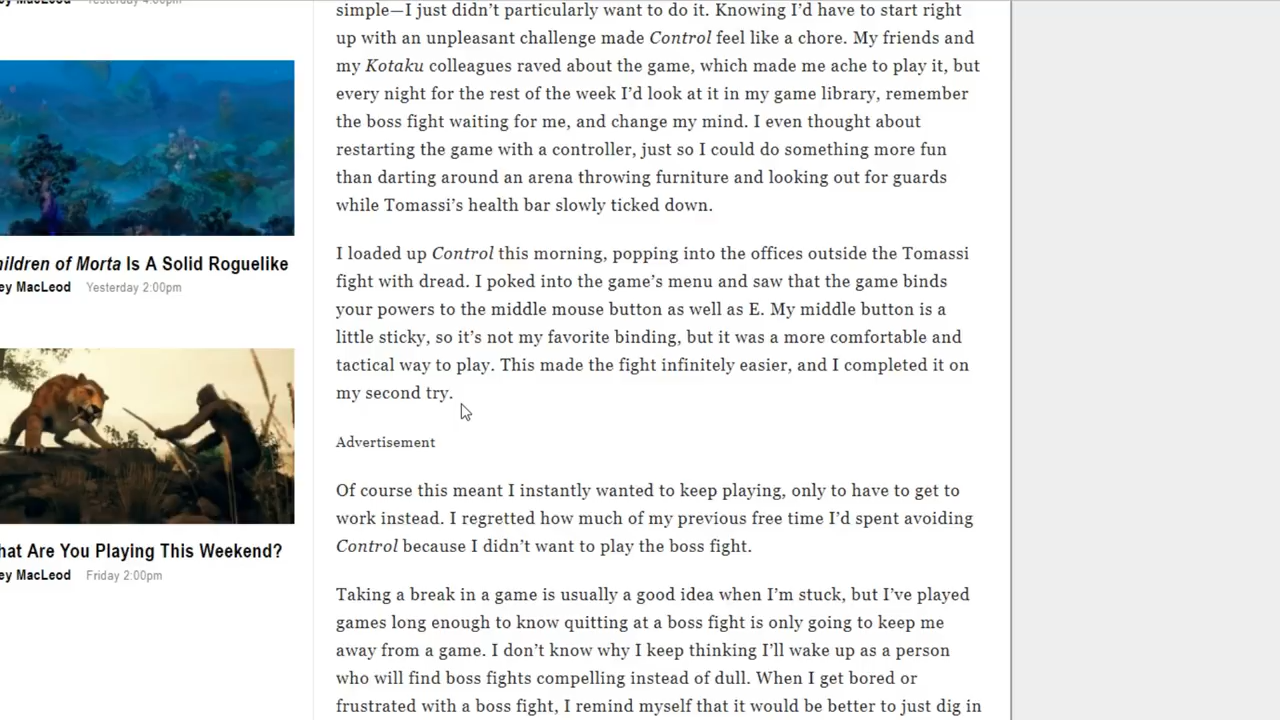 Yesterday 4:00pm
simple—I just didn't particularly want to do it. Knowing I'd have to start right
up with an unpleasant challenge made Control feel like a chore. My friends and
my Kotaku colleagues raved about the game, which made me ache to play it, but
every night for the rest of the week I'd look at it in my game library, remember
the boss fight waiting for me, and change my mind. I even thought about
restarting the game with a controller, just so I could do something more fun
than darting around an arena throwing furniture and looking out for guards
while Tomassi's health bar slowly ticked down.
I loaded up Control this morning, popping into the offices outside the Tomassi
fight with dread. I poked into the game's menu and saw that the game binds
your powers to the middle mouse button as well as E. My middle button is a
little sticky, so it's not my favorite binding, but it was a more comfortable and
tactical way to play. This made the fight infinitely easier, and I completed it on
my second try.
Advertisement
Of course this meant I instantly wanted to keep playing, only to have to get to
work instead. I regretted how much of my previous free time I'd spent avoiding
Control because I didn't want to play the boss fight.
Taking a break in a game is usually a good idea when I'm stuck, but I've played
games long enough to know quitting at a boss fight is only going to keep me
away from a game. I don't know why I keep thinking I'll wake up as a person
who will find boss fights compelling instead of dull. When I get bored or
frustrated with a boss fight, I remind myself that it would be better to just dig in
ildren of Morta Is A Solid Roguelike
ey MacLeod Yesterday 2:00pm
hat Are You Playing This Weekend?
ey MacLeod Friday 2:00pm